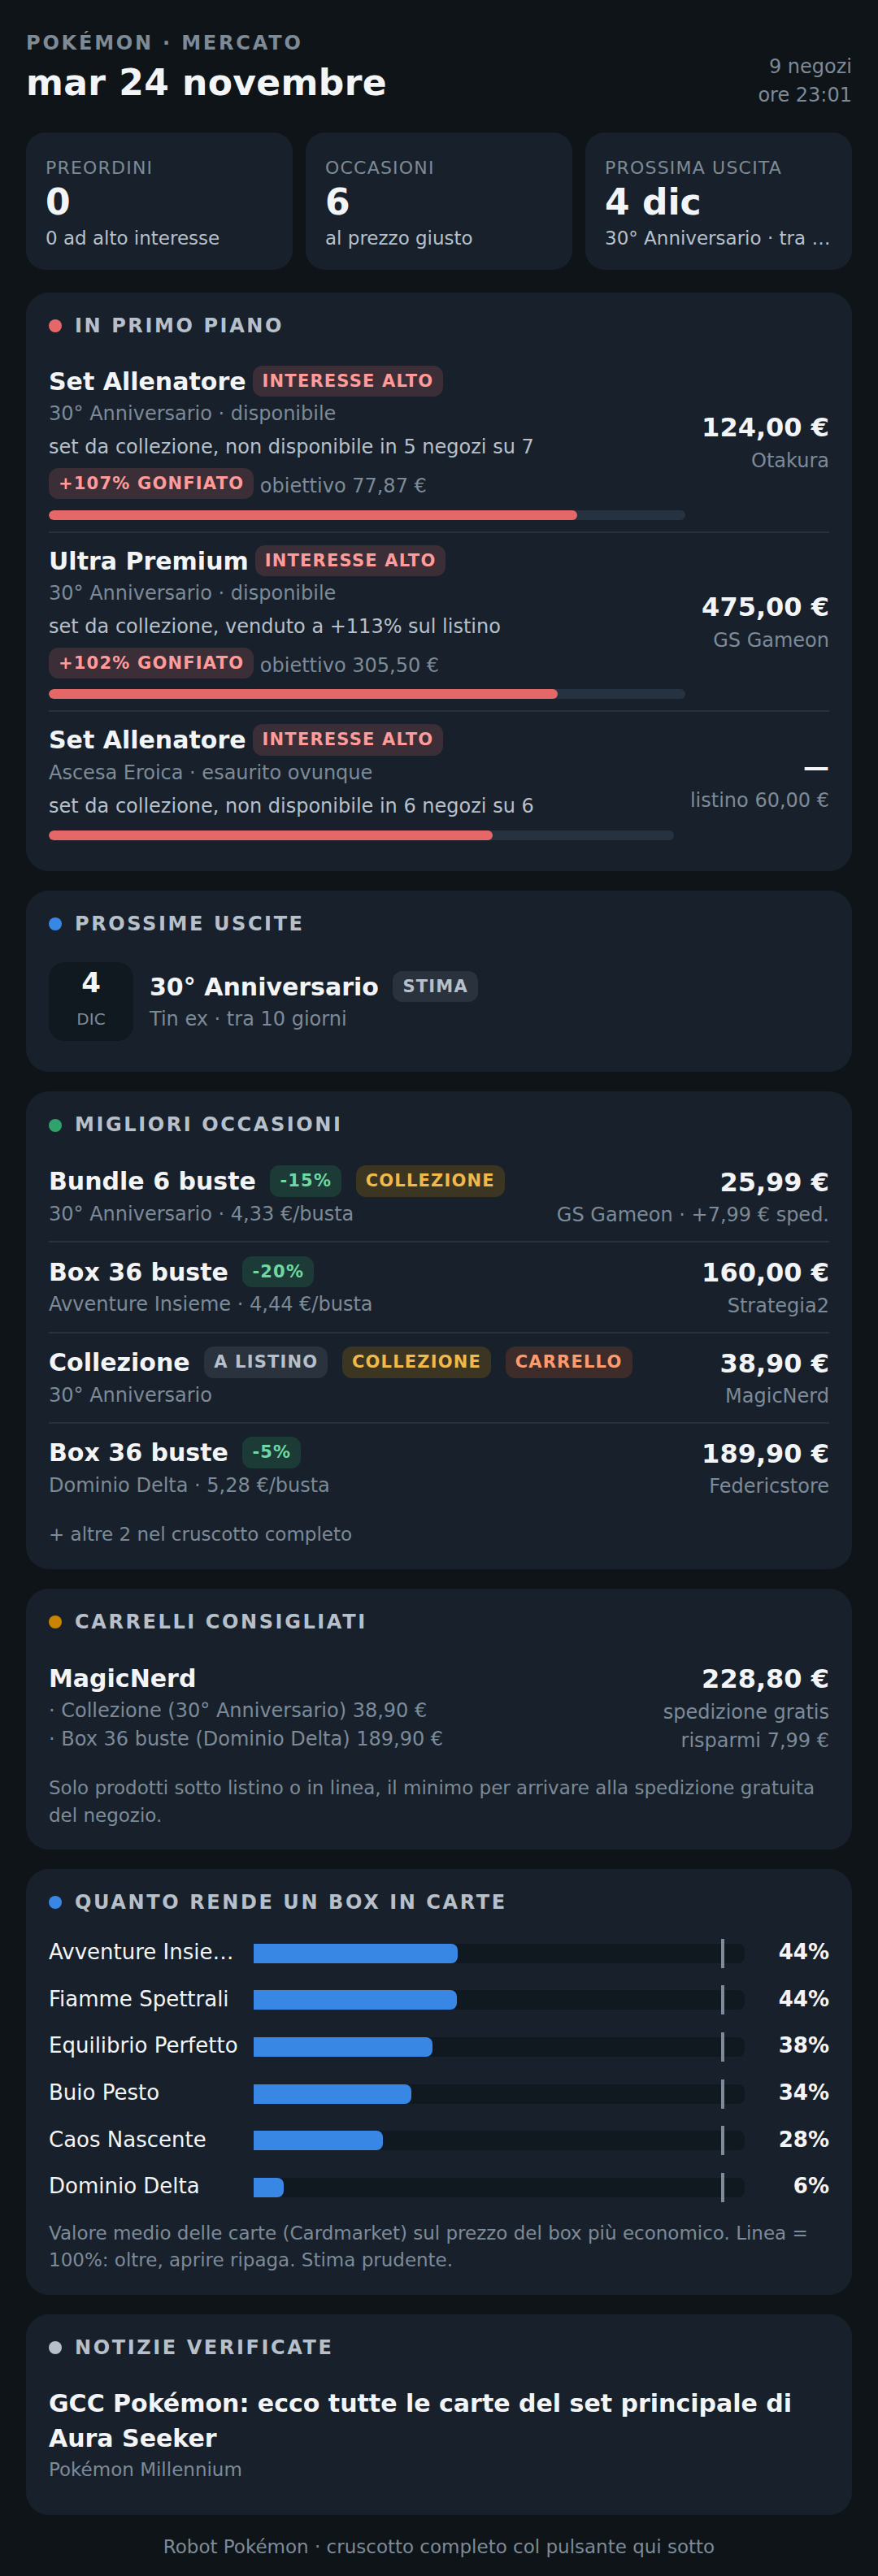 POKÉMON · MERCATO
mar 24 novembre
9 negozi
ore 23:01
PREORDINI
0
0 ad alto interesse
OCCASIONI
6
al prezzo giusto
PROSSIMA USCITA
4 dic
30° Anniversario · tra …
IN PRIMO PIANO
Set Allenatore INTERESSE ALTO
30° Anniversario · disponibile
set da collezione, non disponibile in 5 negozi su 7
+107% GONFIATO obiettivo 77,87 €
124,00 €
Otakura
Ultra Premium INTERESSE ALTO
30° Anniversario · disponibile
set da collezione, venduto a +113% sul listino
+102% GONFIATO obiettivo 305,50 €
475,00 €
GS Gameon
Set Allenatore INTERESSE ALTO
Ascesa Eroica · esaurito ovunque
set da collezione, non disponibile in 6 negozi su 6
—
listino 60,00 €
PROSSIME USCITE
4
DIC
30° Anniversario STIMA
Tin ex · tra 10 giorni
MIGLIORI OCCASIONI
Bundle 6 buste -15% COLLEZIONE
30° Anniversario · 4,33 €/busta
25,99 €
GS Gameon · +7,99 € sped.
Box 36 buste -20%
Avventure Insieme · 4,44 €/busta
160,00 €
Strategia2
Collezione A LISTINO COLLEZIONE CARRELLO
30° Anniversario
38,90 €
MagicNerd
Box 36 buste -5%
Dominio Delta · 5,28 €/busta
189,90 €
Federicstore
+ altre 2 nel cruscotto completo
CARRELLI CONSIGLIATI
MagicNerd
· Collezione (30° Anniversario) 38,90 €
· Box 36 buste (Dominio Delta) 189,90 €
228,80 €
spedizione gratis
risparmi 7,99 €
Solo prodotti sotto listino o in linea, il minimo per arrivare alla spedizione gratuita
del negozio.
QUANTO RENDE UN BOX IN CARTE
Avventure Insie… 44%
Fiamme Spettrali 44%
Equilibrio Perfetto 38%
Buio Pesto 34%
Caos Nascente 28%
Dominio Delta 6%
Valore medio delle carte (Cardmarket) sul prezzo del box più economico. Linea =
100%: oltre, aprire ripaga. Stima prudente.
NOTIZIE VERIFICATE
GCC Pokémon: ecco tutte le carte del set principale di
Aura Seeker
Pokémon Millennium
Robot Pokémon · cruscotto completo col pulsante qui sotto